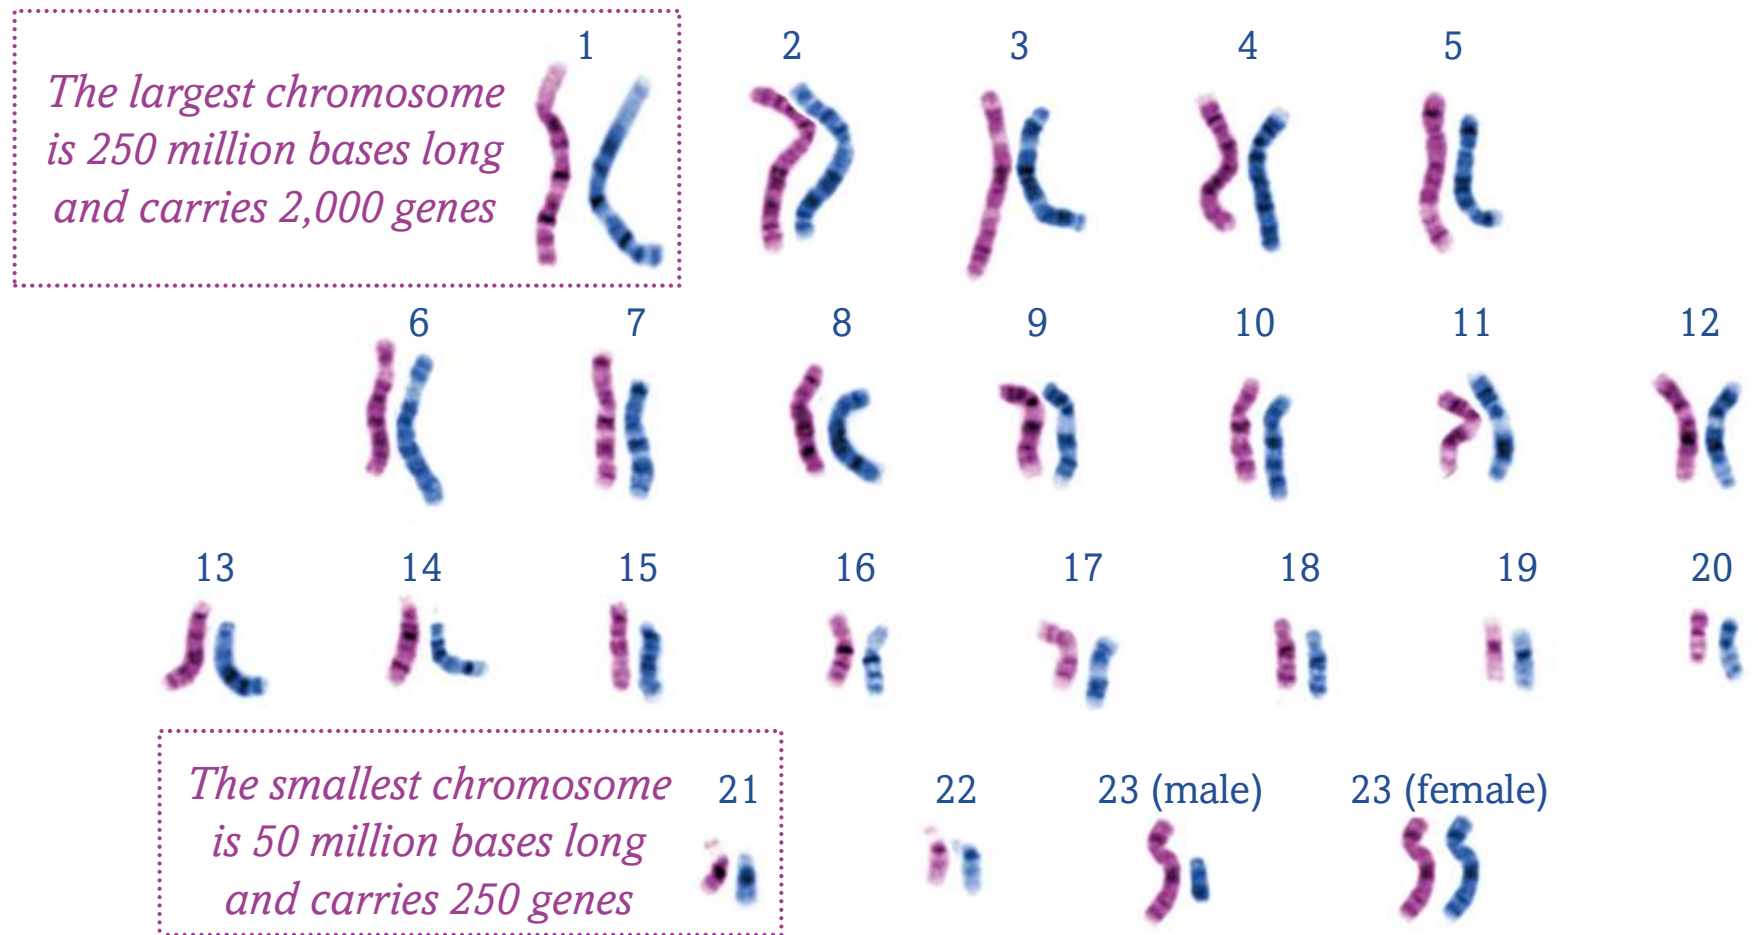 1
2
3
4
5
The largest chromosome
is 250 million bases long
and carries 2,000 genes
6
7
8
9
10
11
12
13
14
15
16
17
18
19
20
The smallest chromosome
is 50 million bases long
and carries 250 genes
21
22
23 (male)
23 (female)